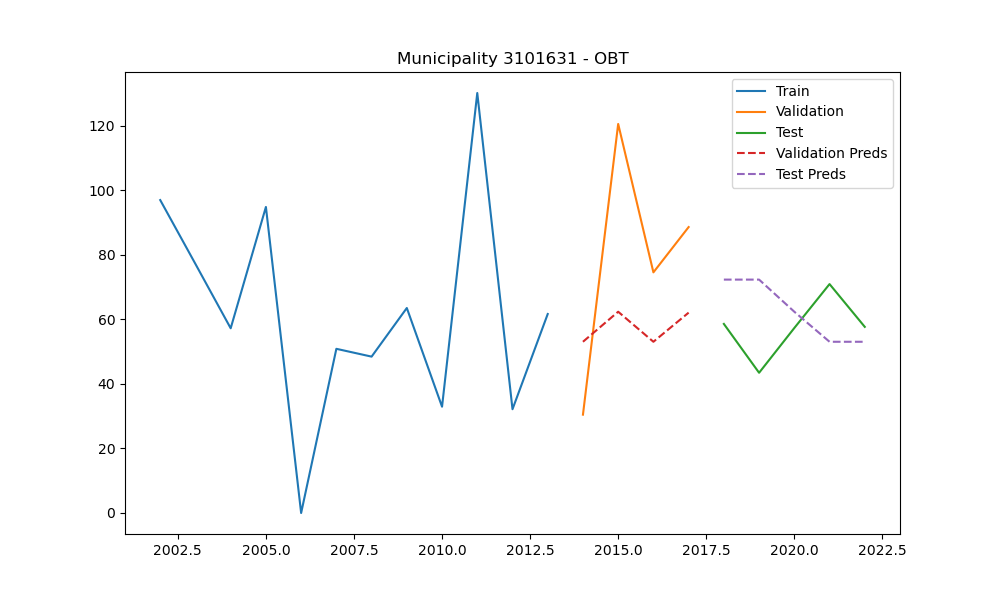 Municipality 3101631 - OBT
Train
Validation
Test
Validation Preds
Test Preds
120
100
80
60
40
20
0
2002.5 2005.0 2007.5 2010.0 2012.5 2015.0 2017.5 2020.0 2022.5